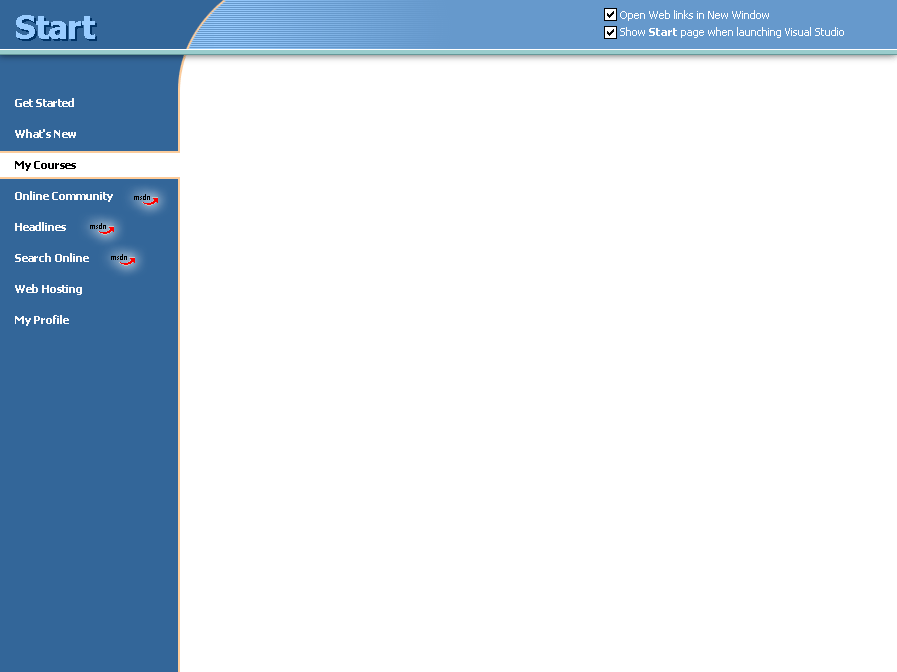 Start
Open Web links in New Window
Show Start page when launching Visual Studio
Get Started
What's New
My Courses
Online Community msdn
Headlines msdn
Search Online msdn
Web Hosting
My Profile